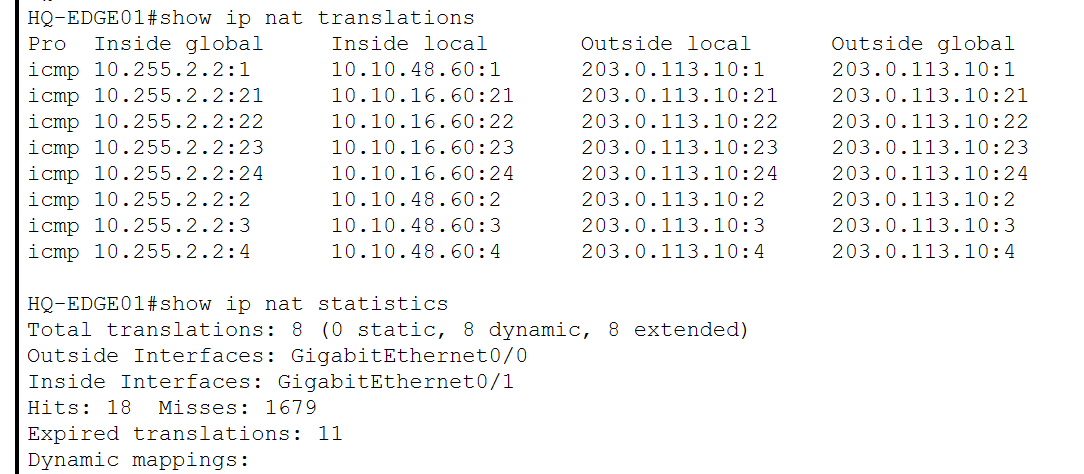 HQ-EDGE01#show ip nat translations
Pro  Inside global     Inside local       Outside local      Outside global
icmp 10.255.2.2:1      10.10.48.60:1      203.0.113.10:1     203.0.113.10:1
icmp 10.255.2.2:21     10.10.16.60:21     203.0.113.10:21    203.0.113.10:21
icmp 10.255.2.2:22     10.10.16.60:22     203.0.113.10:22    203.0.113.10:22
icmp 10.255.2.2:23     10.10.16.60:23     203.0.113.10:23    203.0.113.10:23
icmp 10.255.2.2:24     10.10.16.60:24     203.0.113.10:24    203.0.113.10:24
icmp 10.255.2.2:2      10.10.48.60:2      203.0.113.10:2     203.0.113.10:2
icmp 10.255.2.2:3      10.10.48.60:3      203.0.113.10:3     203.0.113.10:3
icmp 10.255.2.2:4      10.10.48.60:4      203.0.113.10:4     203.0.113.10:4
HQ-EDGE01#show ip nat statistics
Total translations: 8 (0 static, 8 dynamic, 8 extended)
Outside Interfaces: GigabitEthernet0/0
Inside Interfaces: GigabitEthernet0/1
Hits: 18  Misses: 1679
Expired translations: 11
Dynamic mappings: